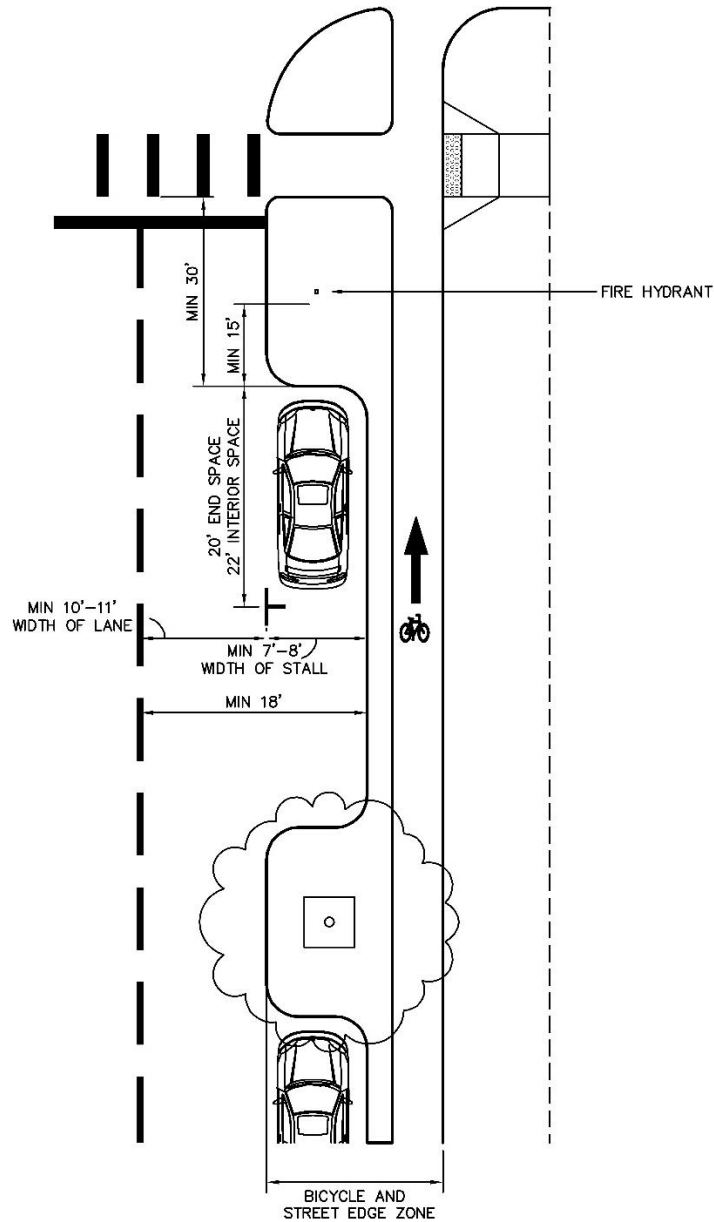 FIRE HYDRANT
MIN 30'
MIN 15'
20' END SPACE
22' INTERIOR SPACE
MIN 10'-11'
WIDTH OF LANE
MIN 7'-8'
WIDTH OF STALL
MIN 18'
BICYCLE AND
STREET EDGE ZONE